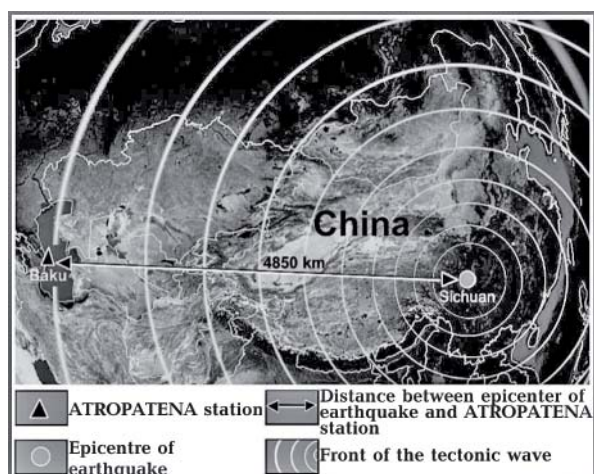 China
4850 km
Baku
Sichuan
ATROPATENA station
Distance between epicenter of
earthquake and ATROPATENA
station
Epicentre of
earthquake
Front of the tectonic wave